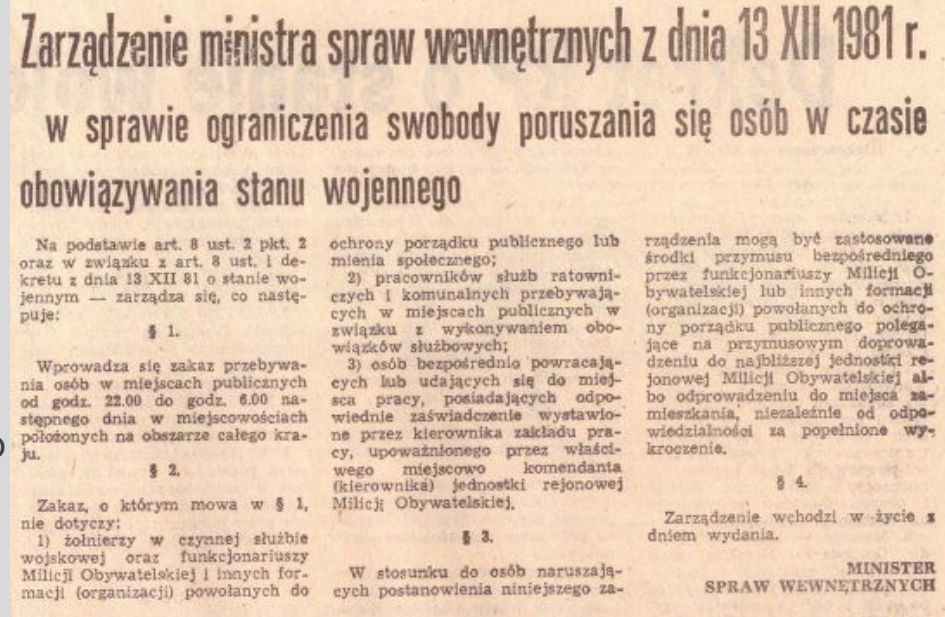 Zarządzenie ministra spraw wewnętrznych z dnia 13 XII 1981 r.
w sprawie ograniczenia swobody poruszania się osób w czasie
obowiązywania stanu wojennego
Na podstawie art. 8 ust. 2 pkt. 2
oraz w związku z art. 8 ust. 1 de-
kretu z dnia 13 XII 81 o stanie wo-
jennym — zarządza się, co nastę-
puje:
§ 1.
Wprowadza się zakaz przebywa-
nia osób w miejscach publicznych
od godz. 22.00 do godz. 6.00 na-
stępnego dnia w miejscowościach
położonych na obszarze całego kra-
ju.
§ 2.
Zakaz, o którym mowa w § 1,
nie dotyczy:
1) żołnierzy w czynnej służbie
wojskowej oraz funkcjonariuszy
Milicji Obywatelskiej i innych for-
macji (organizacji) powołanych do
ochrony porządku publicznego lub
mienia społecznego;
2) pracowników służb ratowni-
czych i komunalnych przebywają-
cych w miejscach publicznych w
związku z wykonywaniem obo-
wiązków służbowych;
3) osób bezpośrednio powracają-
cych lub udających się do miej-
sca pracy, posiadających odpo-
wiednie zaświadczenie wystawio-
ne przez kierownika zakładu pra-
cy, upoważnionego przez właści-
wego miejscowo komendanta
(kierownika) jednostki rejonowej
Milicji Obywatelskiej.
§ 3.
W stosunku do osób naruszają-
cych postanowienia niniejszego za-
rządzenia mogą być zastosowane
środki przymusu bezpośredniego
przez funkcjonariuszy Milicji O-
bywatelskiej lub innych formacji
(organizacji) powołanych do ochro-
ny porządku publicznego polega-
jące na przymusowym doprowa-
dzeniu do najbliższej jednostki re-
jonowej Milicji Obywatelskiej al-
bo odprowadzeniu do miejsca za-
mieszkania, niezależnie od odpo-
wiedzialności za popełnione wy-
kroczenie.
§ 4.
Zarządzenie wchodzi w życie z
dniem wydania.
MINISTER
SPRAW WEWNĘTRZNYCH